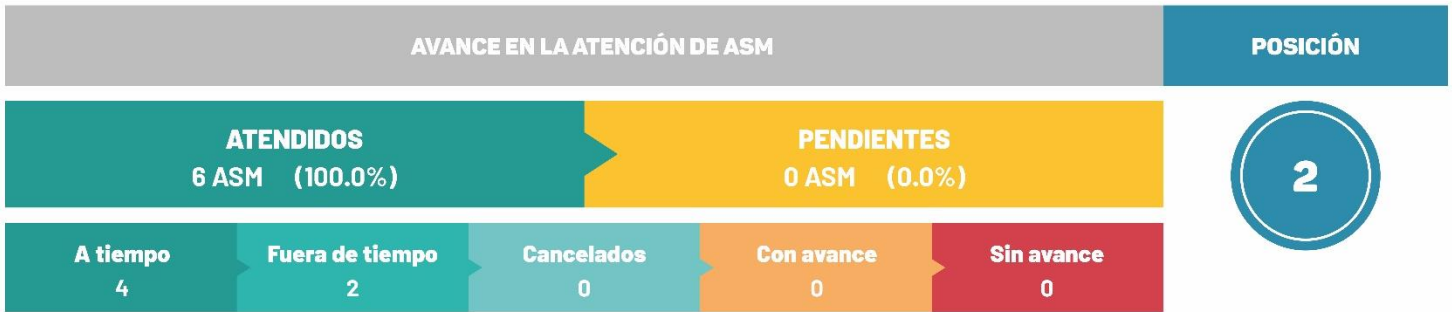 AVANCE EN LA ATENCIÓN DE ASM
POSICIÓN
ATENDIDOS
6 ASM (100.0%)
PENDIENTES
0 ASM (0.0%)
2
A tiempo
4
Fuera de tiempo
2
Cancelados
0
Con avance
0
Sin avance
0